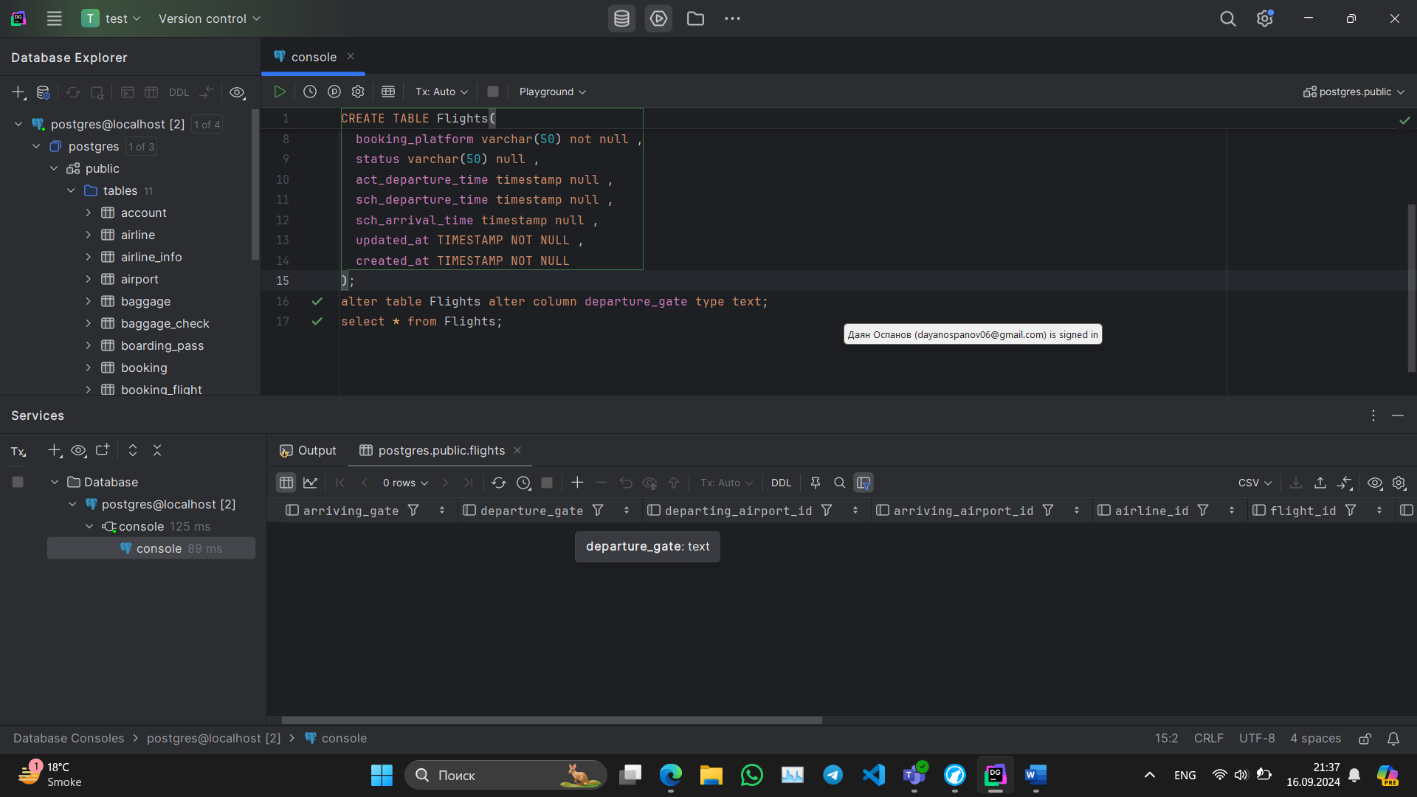 T test Version control
Database Explorer
console
DDL
Tx: Auto Playground postgres.public
postgres@localhost [2] 1 of 4
postgres 1 of 3
public
tables 11
account
airline
airline_info
airport
baggage
baggage_check
boarding_pass
booking
booking_flight
1 CREATE TABLE Flights(
8 booking_platform varchar(50) not null ,
9 status varchar(50) null ,
10 act_departure_time timestamp null ,
11 sch_departure_time timestamp null ,
12 sch_arrival_time timestamp null ,
13 updated_at TIMESTAMP NOT NULL ,
14 created_at TIMESTAMP NOT NULL
15 );
16 alter table Flights alter column departure_gate type text;
17 select * from Flights;
Даян Оспанов (dayanospanov06@gmail.com) is signed in
Services
Tx
Database
postgres@localhost [2]
console 125 ms
console 89 ms
Output postgres.public.flights
0 rows Tx: Auto DDL CSV
arriving_gate departure_gate departing_airport_id arriving_airport_id airline_id flight_id
departure_gate: text
Database Consoles > postgres@localhost [2] > console
15:2 CRLF UTF-8 4 spaces
1 18°C
Smoke
Поиск
DG
ENG
21:37
16.09.2024
PRE